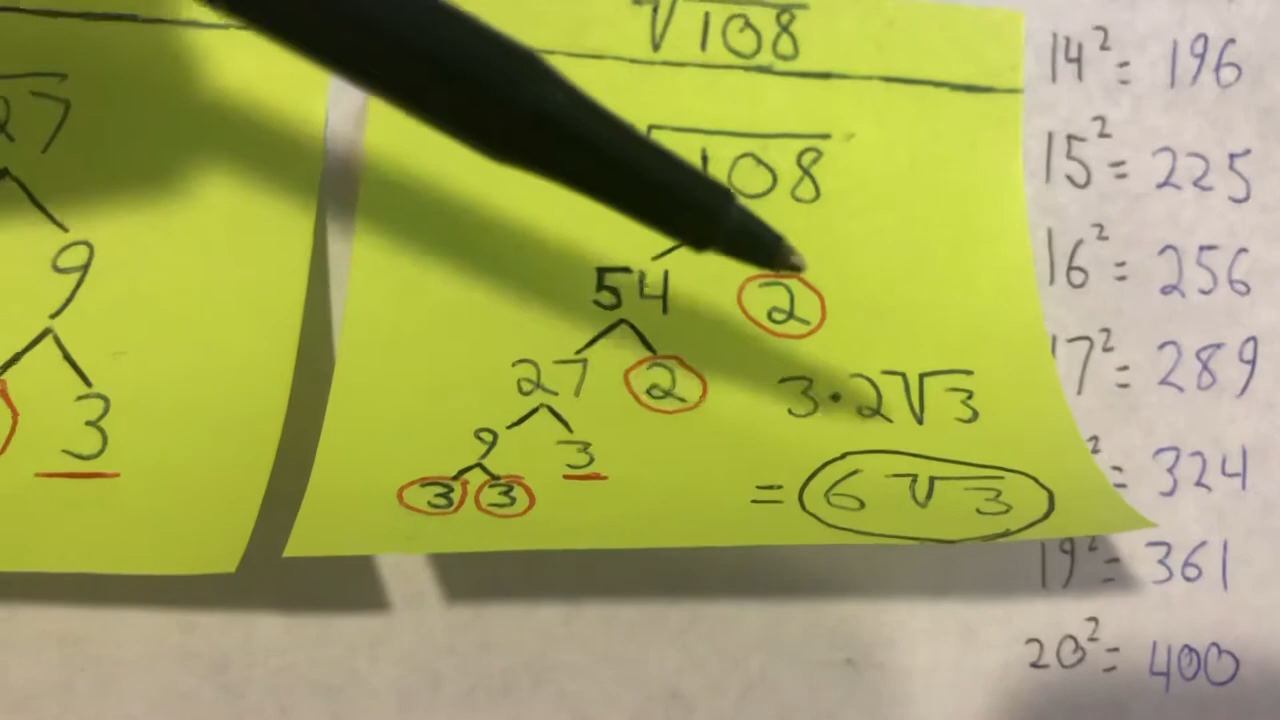 √108
27
√108
9
54 2
27 2
3
9 3
3 3
3·2√3
= 6√3
14² = 196
15² = 225
16² = 256
17² = 289
² = 324
19² = 361
20² = 400